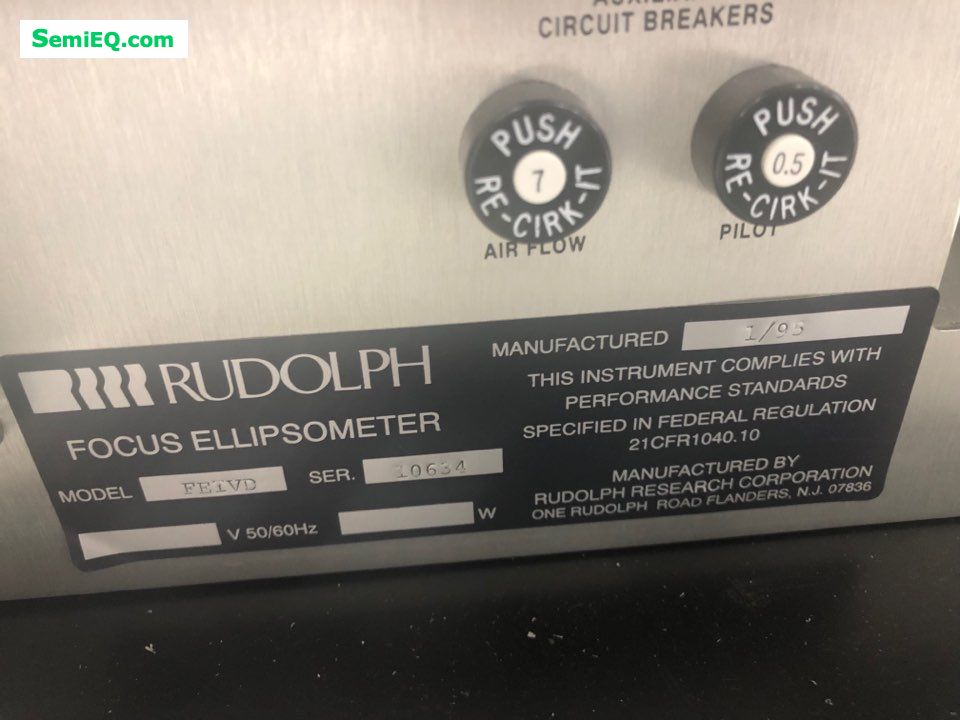 SemiEQ.com
CIRCUIT BREAKERS
PUSH
7
RE-CIRK-IT
AIR FLOW
PUSH
0.5
RE-CIRK-IT
PILOT
RUDOLPH
FOCUS ELLIPSOMETER
MODEL
SER. 10634
V 50/60Hz W
MANUFACTURED 1/95
THIS INSTRUMENT COMPLIES WITH
PERFORMANCE STANDARDS
SPECIFIED IN FEDERAL REGULATION
21CFR1040.10
MANUFACTURED BY
RUDOLPH RESEARCH CORPORATION
ONE RUDOLPH ROAD FLANDERS, N.J. 07836